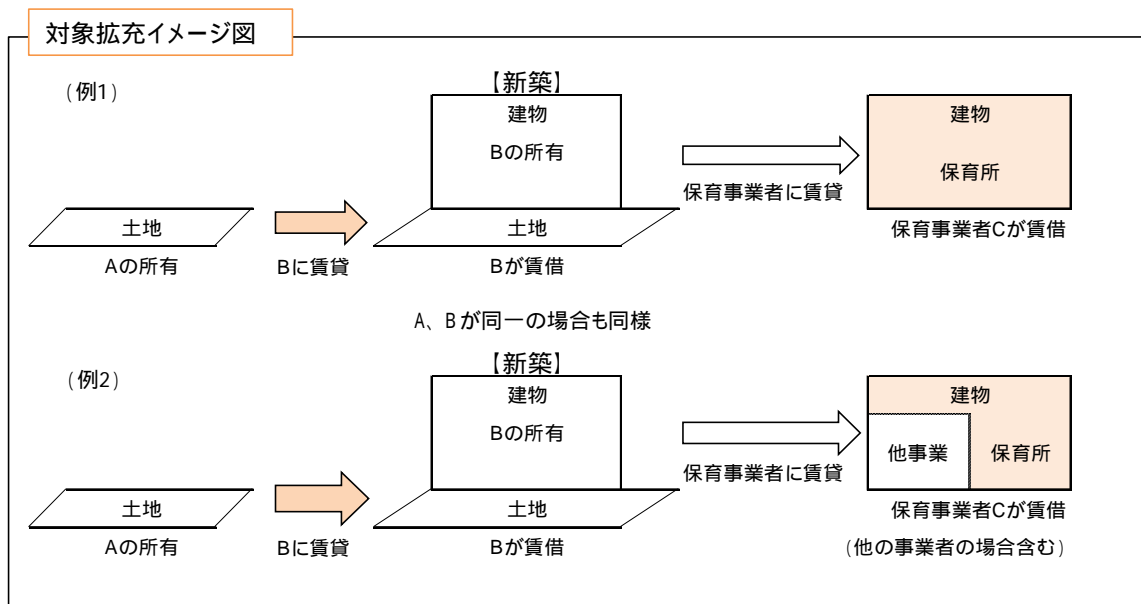 対象拡充イメージ図
(例1)
【新築】
建物
Bの所有
土地
Aの所有
Bに賃貸
土地
Bが賃借
保育事業者に賃貸
建物
保育所
保育事業者Cが賃借
A、Bが同一の場合も同様
(例2)
【新築】
建物
Bの所有
土地
Aの所有
Bに賃貸
土地
Bが賃借
保育事業者に賃貸
建物
他事業
保育所
保育事業者Cが賃借
(他の事業者の場合含む)